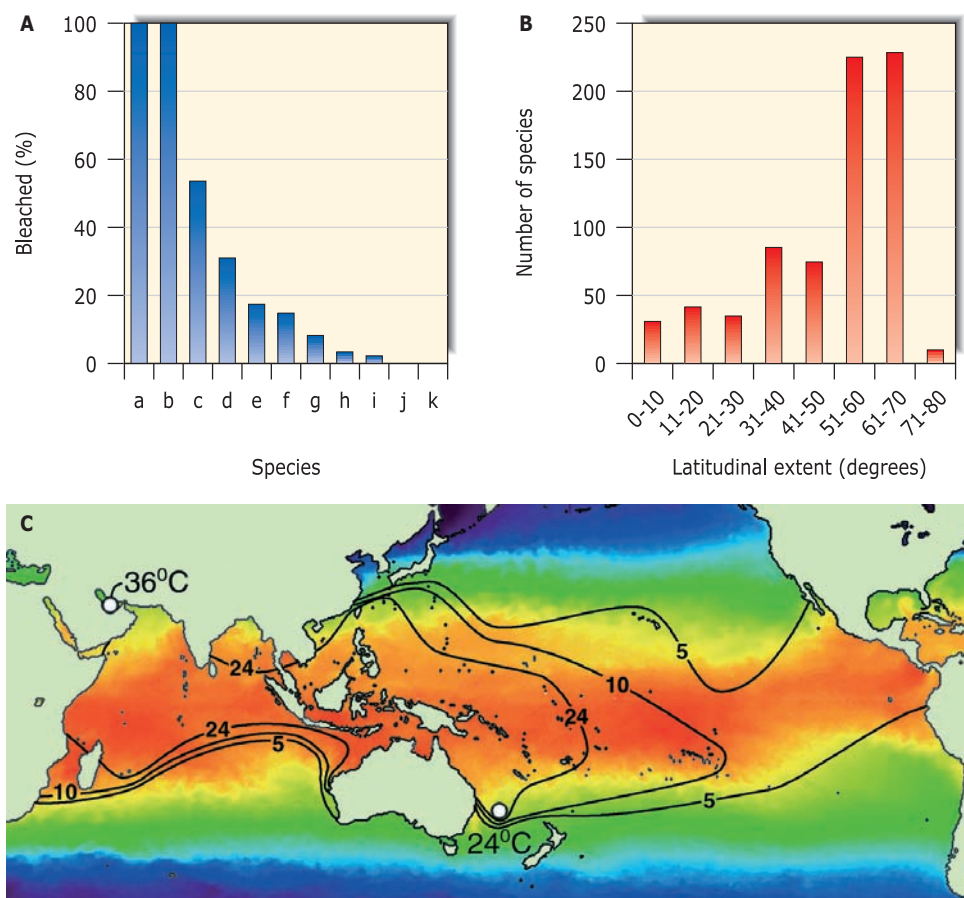 A
100
80
60
40
20
0
Bleached (%)
a b c d e f g h i j k
Species
B
250
200
150
100
50
0
Number of species
0-10 11-20 21-30 31-40 41-50 51-60 61-70 71-80
Latitudinal extent (degrees)
C
36⁰C
24
5
10
24
24
5
10
5
24⁰C